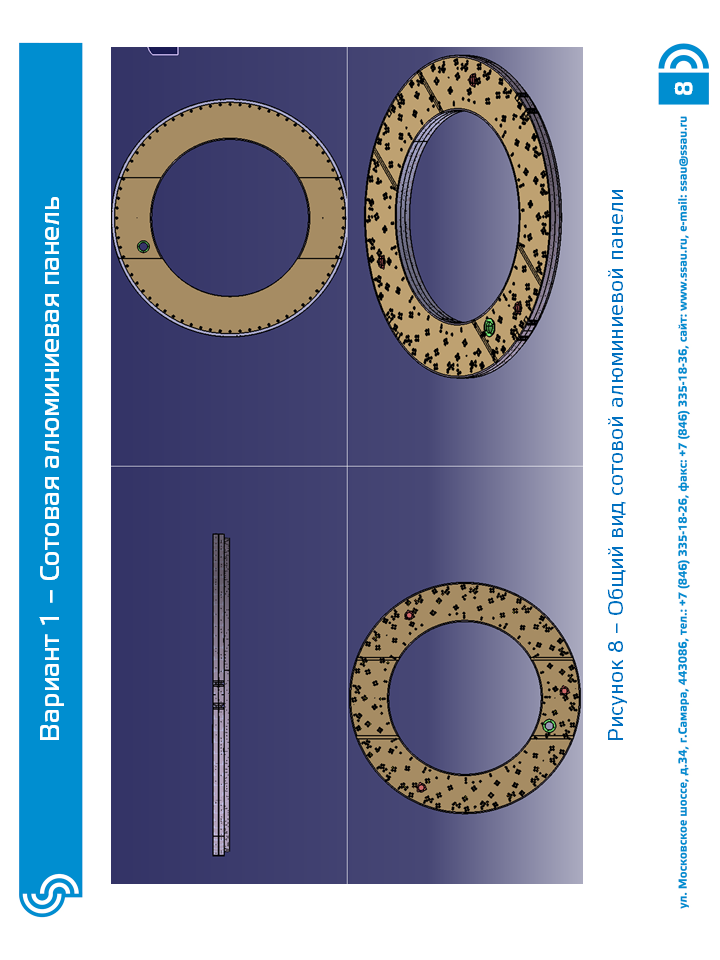 Вариант 1 – Сотовая алюминиевая панель
Рисунок 8 – Общий вид сотовой алюминиевой панели
ул. Московское шоссе, д.34, г.Самара, 443086, тел.: +7 (846) 335-18-26, факс: +7 (846) 335-18-36, сайт: www.ssau.ru, e-mail: ssau@ssau.ru
8